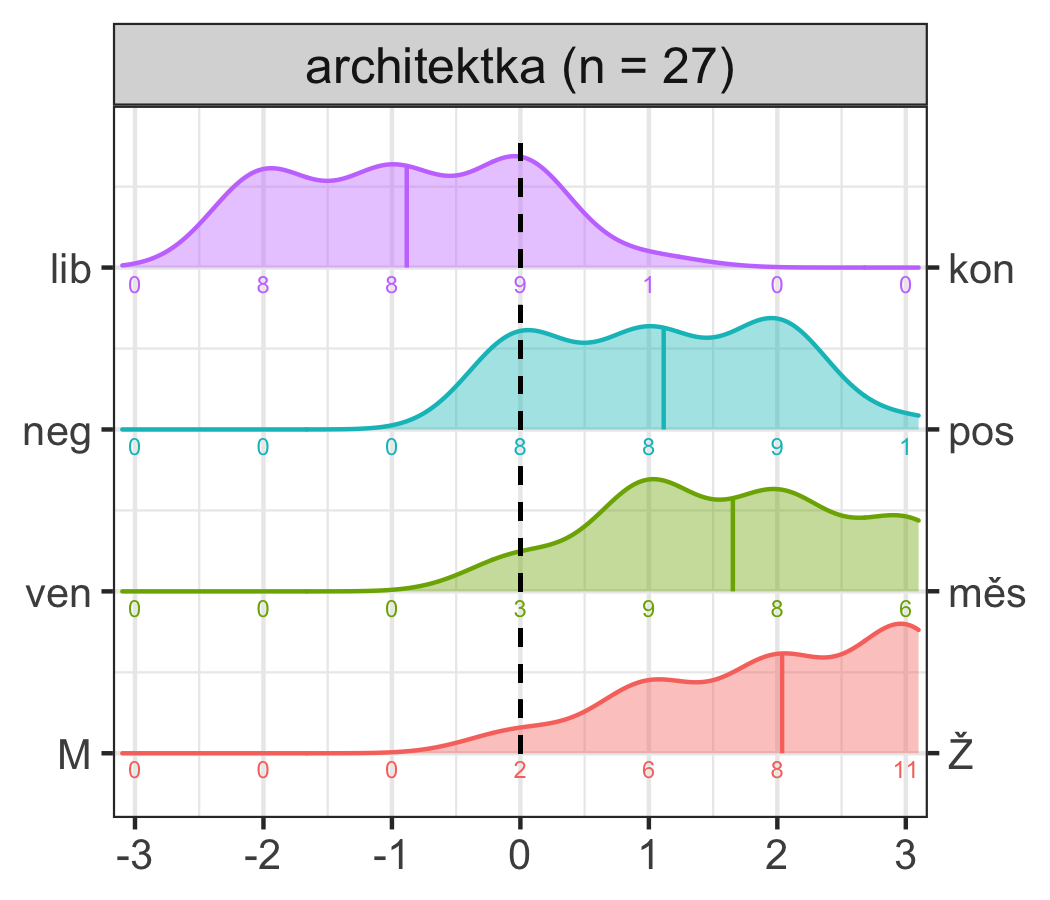 architektka (n = 27)
lib kon
0 8 8 9 1 0 0
neg pos
0 0 0 8 8 9 1
ven měs
0 0 0 3 9 8 6
M Ž
0 0 0 2 6 8 11
-3 -2 -1 0 1 2 3